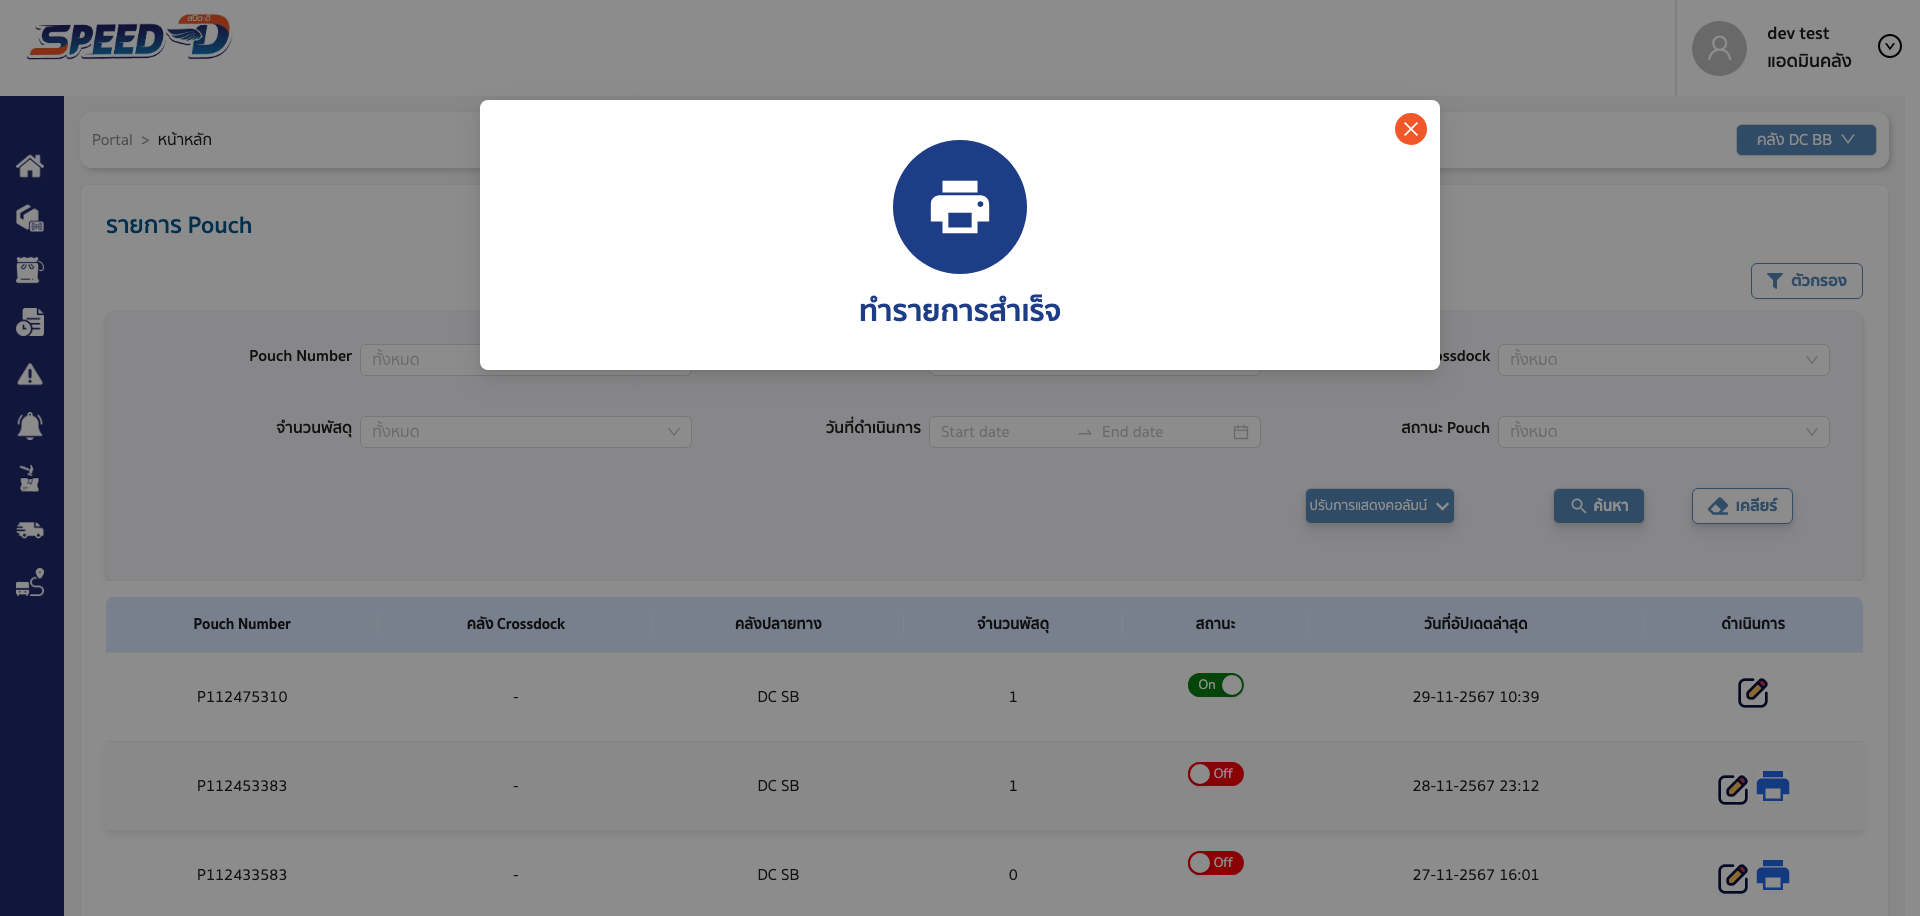 สปีด-ดี
SPEED-D
dev test
แอดมินคลัง
Portal > หน้าหลัก
คลัง DC BB
รายการ Pouch
ทำรายการสำเร็จ
ตัวกรอง
Pouch Number ทั้งหมด
ossdock ทั้งหมด
จำนวนพัสดุ ทั้งหมด
วันที่ดำเนินการ Start date → End date
สถานะ Pouch ทั้งหมด
ปรับการแสดงคอลัมน์ ค้นหา เคลียร์
Pouch Number คลัง Crossdock คลังปลายทาง จำนวนพัสดุ สถานะ วันที่อัปเดตล่าสุด ดำเนินการ
P112475310 - DC SB 1 On 29-11-2567 10:39
P112453383 - DC SB 1 Off 28-11-2567 23:12
P112433583 - DC SB 0 Off 27-11-2567 16:01